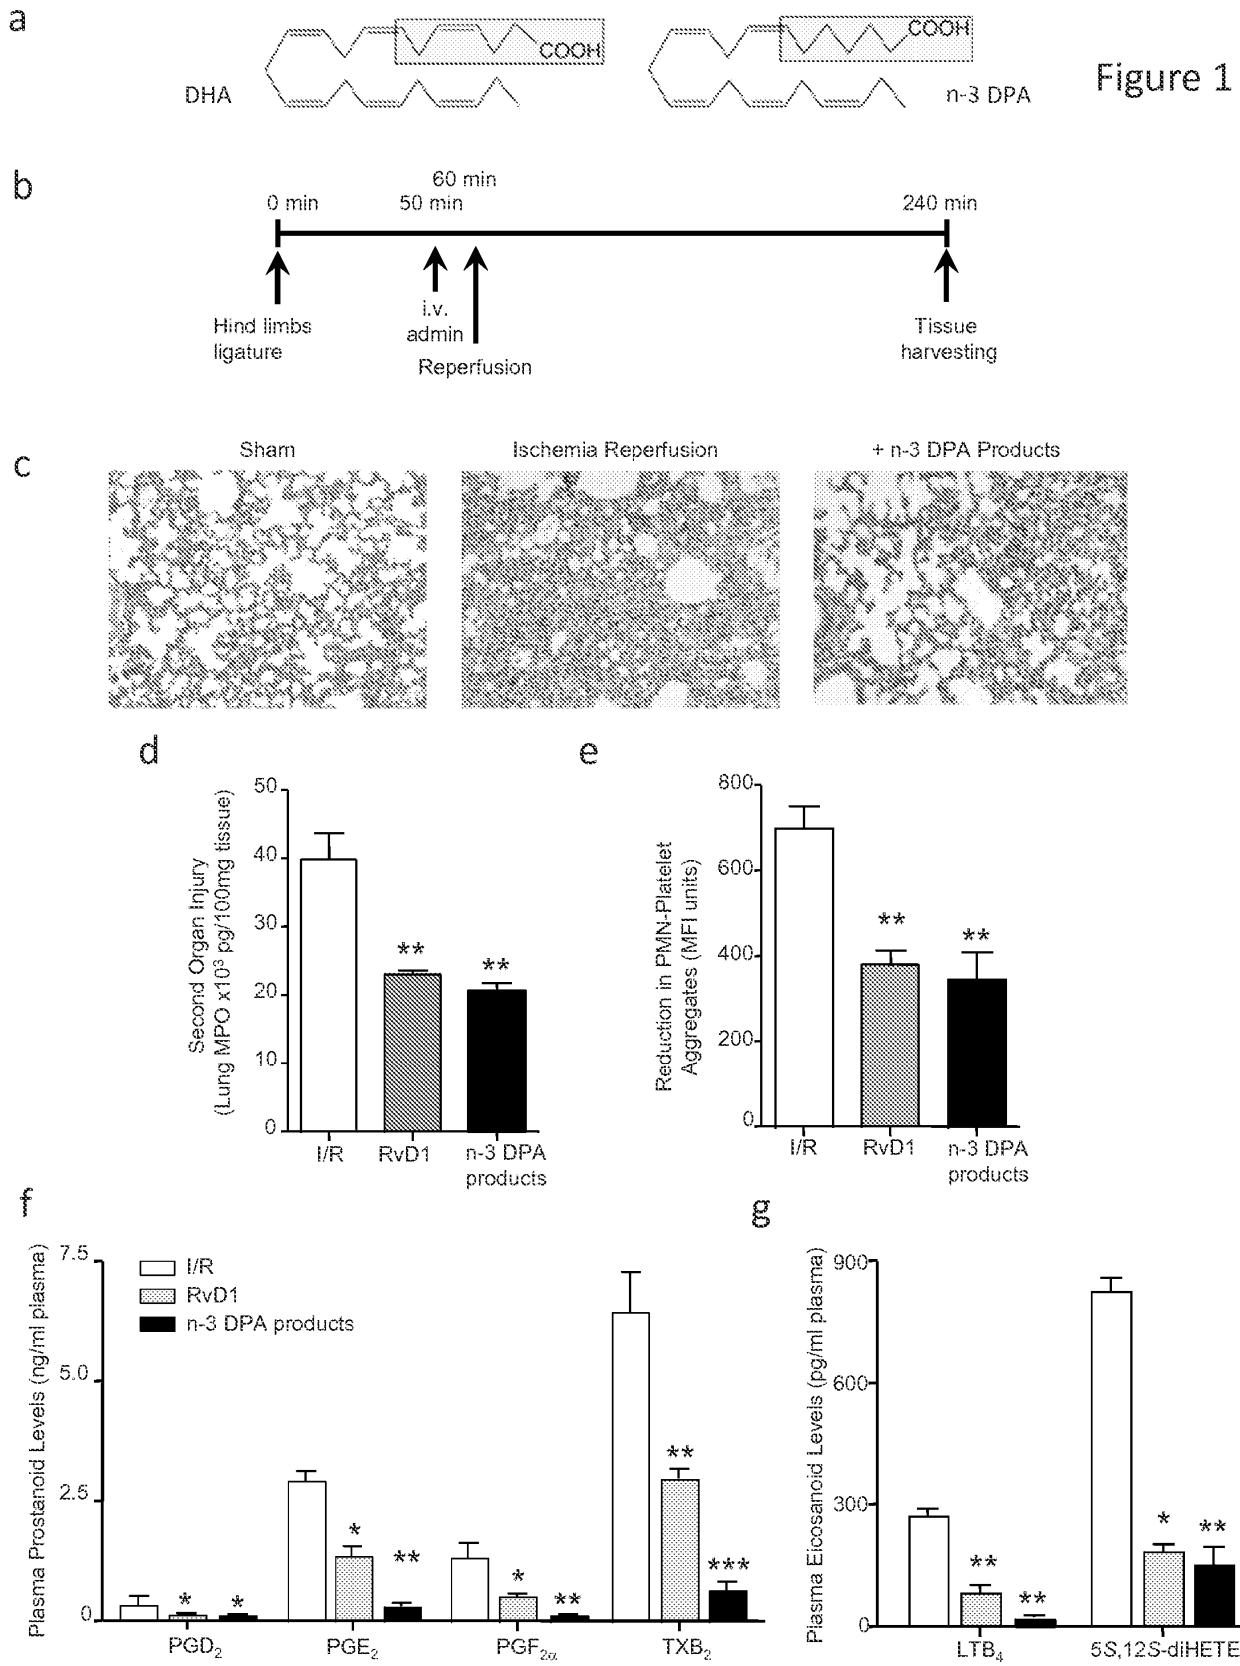 a
COOH
COOH
DHA
n-3 DPA
Figure 1
b
0 min
50 min
60 min
240 min
Hind limbs
ligature
i.v.
admin
Reperfusion
Tissue
harvesting
c
Sham
Ischemia Reperfusion
+ n-3 DPA Products
d
Second Organ Injury
(Lung MPO x10³ pg/100mg tissue)
50
40
30
20
10
0
**
**
I/R
RvD1
n-3 DPA
products
e
Reduction in PMN-Platelet
Aggregates (MFI units)
800
600
400
200
0
**
**
I/R
RvD1
n-3 DPA
products
f
Plasma Prostanoid Levels (ng/ml plasma)
7.5
5.0
2.5
0
I/R
RvD1
n-3 DPA products
*
*
*
**
*
**
**
***
PGD₂
PGE₂
PGF₂α
TXB₂
g
Plasma Eicosanoid Levels (pg/ml plasma)
900
600
300
0
**
**
*
**
LTB₄
5S,12S-diHETE